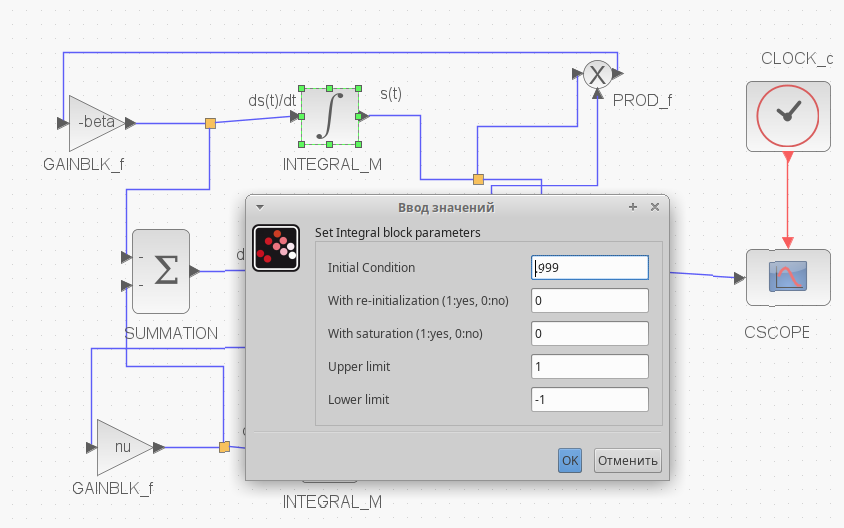 CLOCK_c
ds(t)/dt
s(t)
PROD_f
-beta
GAINBLK_f
INTEGRAL_M
Ввод значений
Set Integral block parameters
Initial Condition
.999
With re-initialization (1:yes, 0:no)
0
With saturation (1:yes, 0:no)
0
Upper limit
1
Lower limit
-1
OK
Отменить
d
-
-
Σ
SUMMATION
CSCOPE
nu
GAINBLK_f
INTEGRAL_M